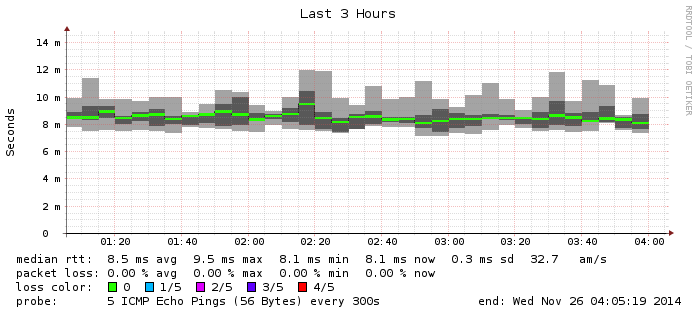 Last 3 Hours
RRDTOOL / TOBI OETIKER
Seconds
14 m
12 m
10 m
8 m
6 m
4 m
2 m
0
01:20 01:40 02:00 02:20 02:40 03:00 03:20 03:40 04:00
median rtt: 8.5 ms avg 9.5 ms max 8.1 ms min 8.1 ms now 0.3 ms sd 32.7 am/s
packet loss: 0.00 % avg 0.00 % max 0.00 % min 0.00 % now
loss color: 0 1/5 2/5 3/5 4/5
probe: 5 ICMP Echo Pings (56 Bytes) every 300s end: Wed Nov 26 04:05:19 2014